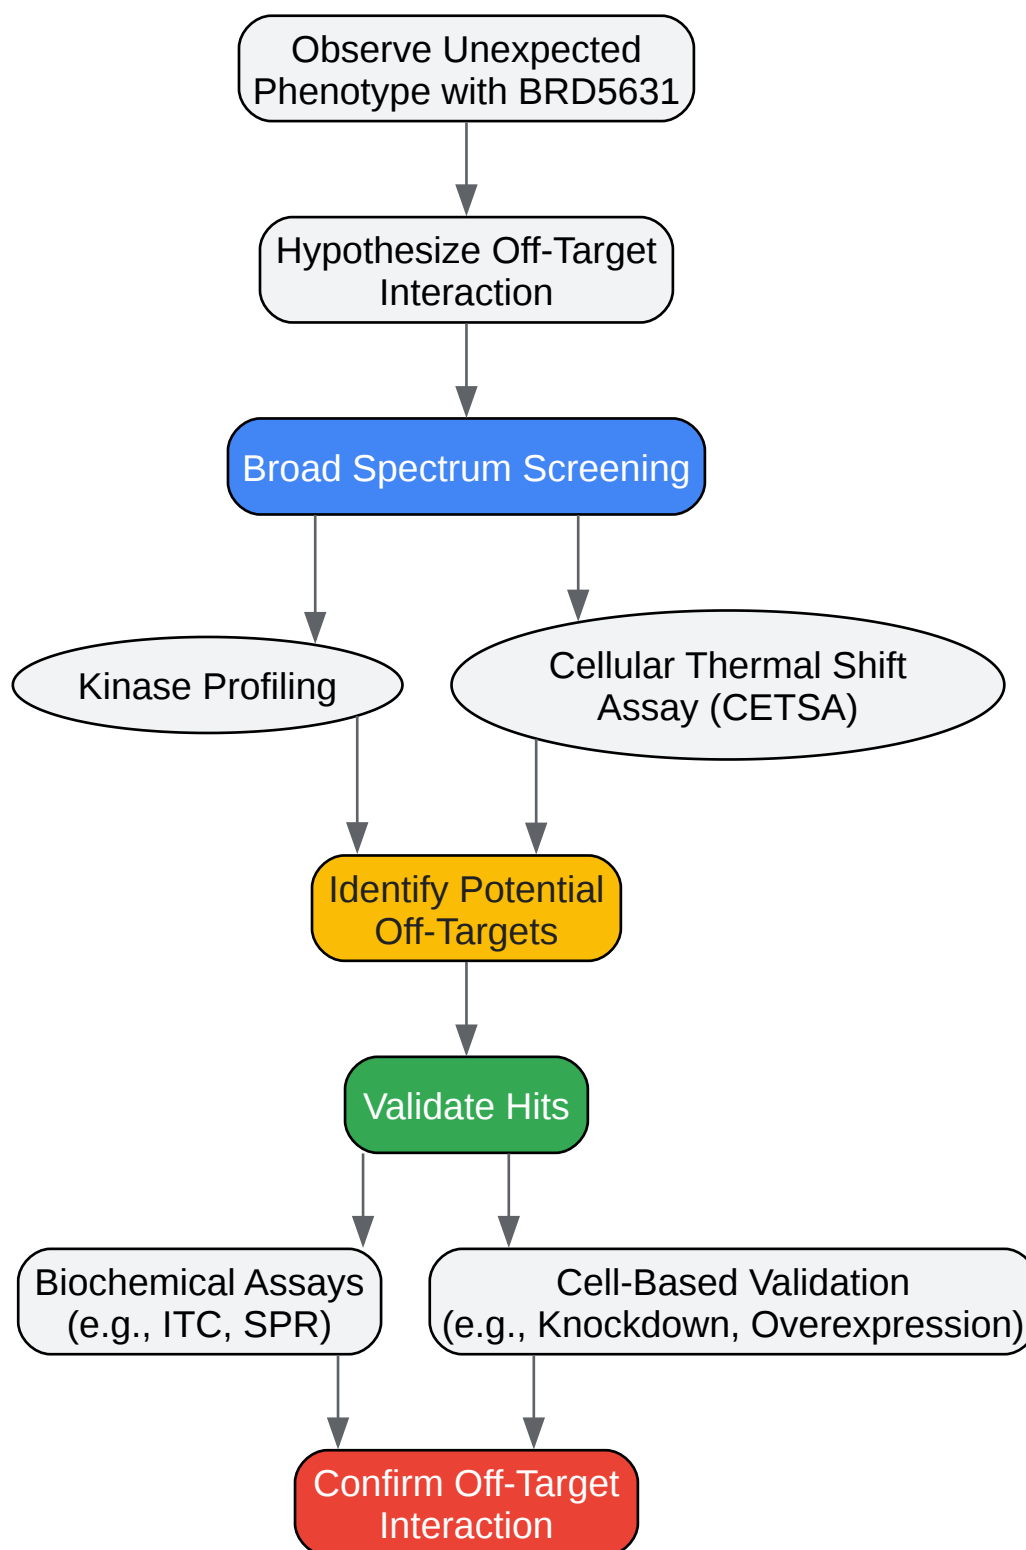 Observe Unexpected
Phenotype with BRD5631
Hypothesize Off-Target
Interaction
Broad Spectrum Screening
Kinase Profiling
Cellular Thermal Shift
Assay (CETSA)
Identify Potential
Off-Targets
Validate Hits
Biochemical Assays
(e.g., ITC, SPR)
Cell-Based Validation
(e.g., Knockdown, Overexpression)
Confirm Off-Target
Interaction